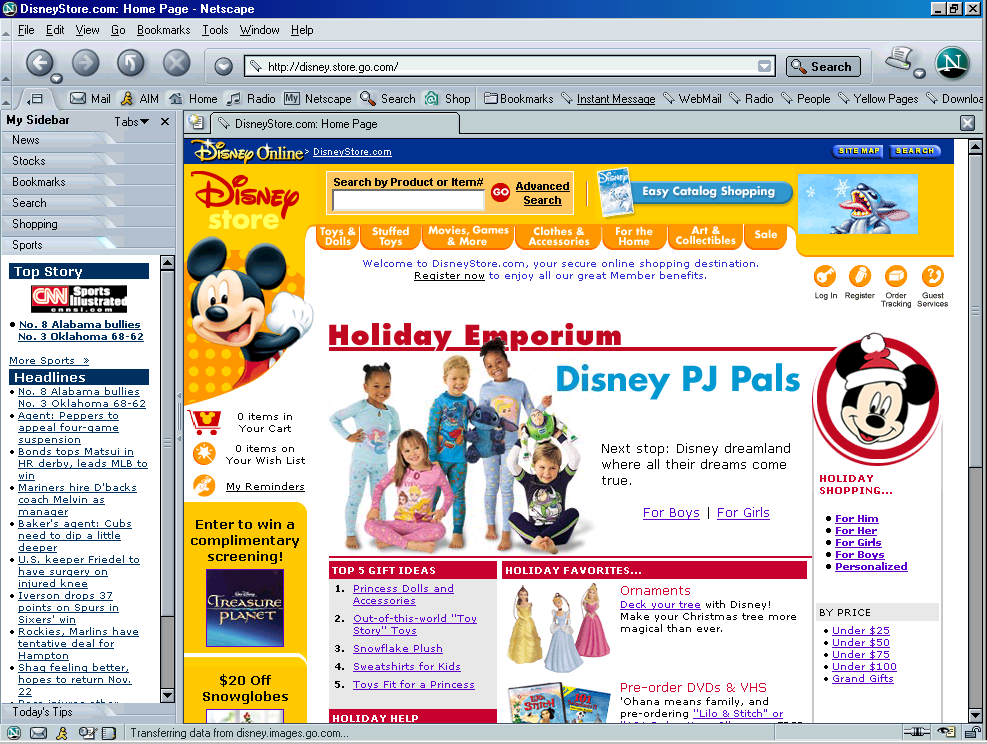 DisneyStore.com: Home Page - Netscape
File Edit View Go Bookmarks Tools Window Help
http://disney.store.go.com/
Search
N
Mail AIM Home Radio Netscape Search Shop Bookmarks Instant Message WebMail Radio People Yellow Pages Downloa
My Sidebar Tabs
News
Stocks
Bookmarks
Search
Shopping
Sports
Top Story
CNN Sports
Illustrated
cnnsi.com
No. 8 Alabama bullies
No. 3 Oklahoma 68-62
More Sports »
Headlines
No. 8 Alabama bullies
No. 3 Oklahoma 68-62
Agent: Peppers to
appeal four-game
suspension
Bonds tops Matsui in
HR derby, leads MLB to
win
Mariners hire D'backs
coach Melvin as
manager
Baker's agent: Cubs
need to dip a little
deeper
U.S. keeper Friedel to
have surgery on
injured knee
Iverson drops 37
points on Spurs in
Sixers' win
Rockies, Marlins have
tentative deal for
Hampton
Shaq feeling better,
hopes to return Nov.
22
Today's Tips
DisneyStore.com: Home Page
Disney Online > DisneyStore.com
SITE MAP SEARCH
Disney
store
Search by Product or Item#
GO
Advanced
Search
Disney
Easy Catalog Shopping
Toys &
Dolls
Stuffed
Toys
Movies, Games
& More
Clothes &
Accessories
For the
Home
Art &
Collectibles
Sale
Welcome to DisneyStore.com, your secure online shopping destination.
Register now to enjoy all our great Member benefits.
Log In
Register
Order
Tracking
Guest
Services
0 items in
Your Cart
0 items on
Your Wish List
My Reminders
Enter to win a
complimentary
screening!
TREASURE
PLANET
$20 Off
Snowglobes
Holiday Emporium
Disney PJ Pals
Next stop: Disney dreamland
where all their dreams come
true.
For Boys | For Girls
TOP 5 GIFT IDEAS
1. Princess Dolls and
Accessories
2. Out-of-this-world "Toy
Story" Toys
3. Snowflake Plush
4. Sweatshirts for Kids
5. Toys Fit for a Princess
HOLIDAY HELP
HOLIDAY FAVORITES...
Ornaments
Deck your tree with Disney!
Make your Christmas tree more
magical than ever.
Pre-order DVDs & VHS
'Ohana means family, and
pre-ordering "Lilo & Stitch" or
HOLIDAY
SHOPPING...
For Him
For Her
For Girls
For Boys
Personalized
BY PRICE
Under $25
Under $50
Under $75
Under $100
Grand Gifts
Transferring data from disney.images.go.com...